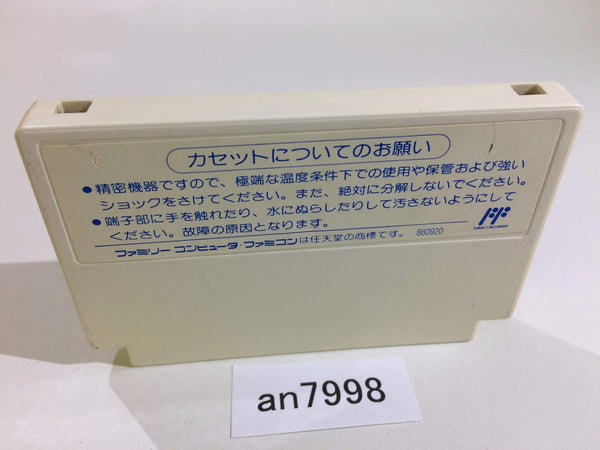 カセットについてのお願い
●精密機器ですので、極端な温度条件下での使用や保管および強い
ショックをさけてください。また、絶対に分解しないでください。
●端子部に手を触れたり、水にぬらしたりして汚さないようにして
ください。故障の原因となります。
ファミリー コンピュータ・ファミコンは任天堂の商標です。 880920
FAMICOM FAMILY
an7998